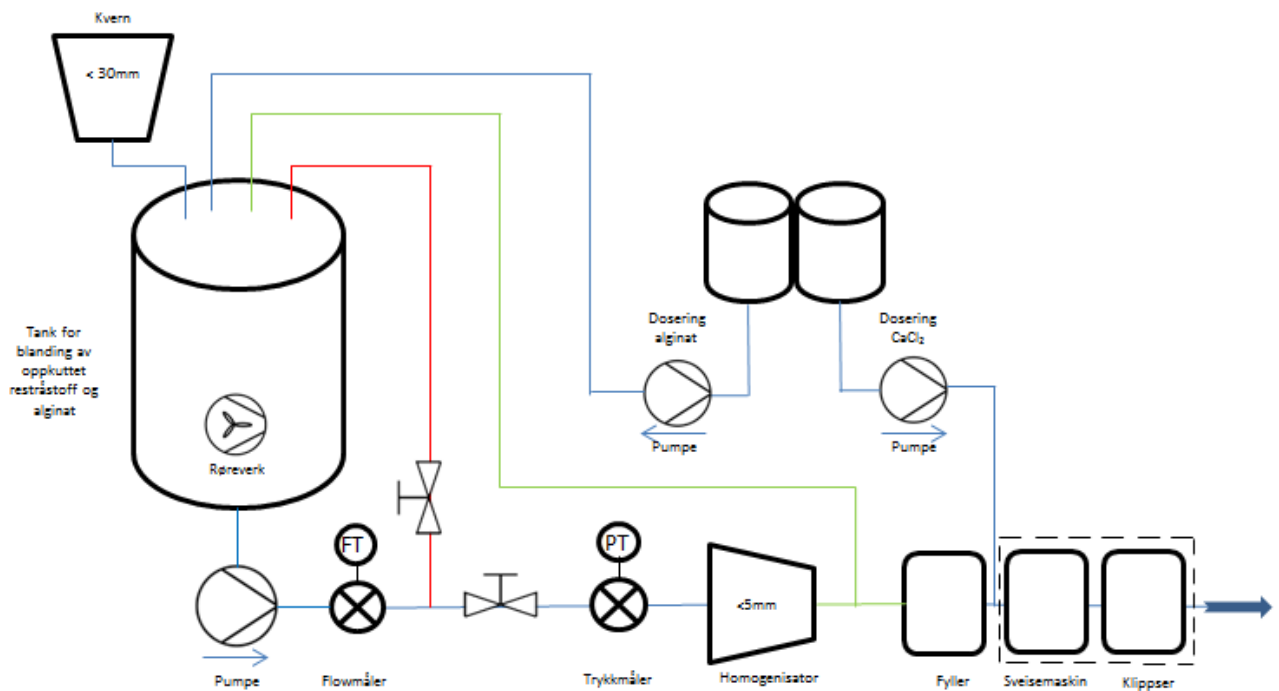 Kvern
< 30mm
Tank for
blanding av
oppkuttet
restråstoff og
alginat
Røreverk
Dosering
alginat
Dosering
CaCl₂
Pumpe
Pumpe
FT
PT
<5mm
Pumpe
Flowmåler
Trykkmåler
Homogenisator
Fyller
Sveisemaskin
Klippser